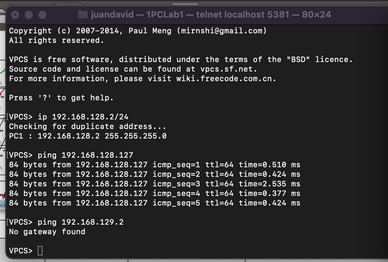 juandavid — 1PCLab1 — telnet localhost 5381 — 80×24
Copyright (c) 2007-2014, Paul Meng (mirnshi@gmail.com)
All rights reserved.
VPCS is free software, distributed under the terms of the "BSD" licence.
Source code and license can be found at vpcs.sf.net.
For more information, please visit wiki.freecode.com.cn.
Press '?' to get help.
VPCS> ip 192.168.128.2/24
Checking for duplicate address...
PC1 : 192.168.128.2 255.255.255.0
VPCS> ping 192.168.128.127
84 bytes from 192.168.128.127 icmp_seq=1 ttl=64 time=0.510 ms
84 bytes from 192.168.128.127 icmp_seq=2 ttl=64 time=0.424 ms
84 bytes from 192.168.128.127 icmp_seq=3 ttl=64 time=2.535 ms
84 bytes from 192.168.128.127 icmp_seq=4 ttl=64 time=0.377 ms
84 bytes from 192.168.128.127 icmp_seq=5 ttl=64 time=0.424 ms
VPCS> ping 192.168.129.2
No gateway found
VPCS>